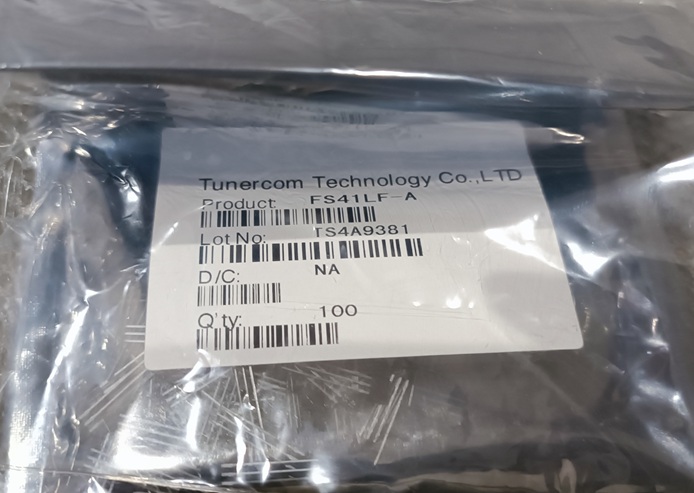 Tunercom Technology Co.,LTD
Product: FS41LF-A
Lot No: TS4A9381
D/C: NA
Q'ty: 100